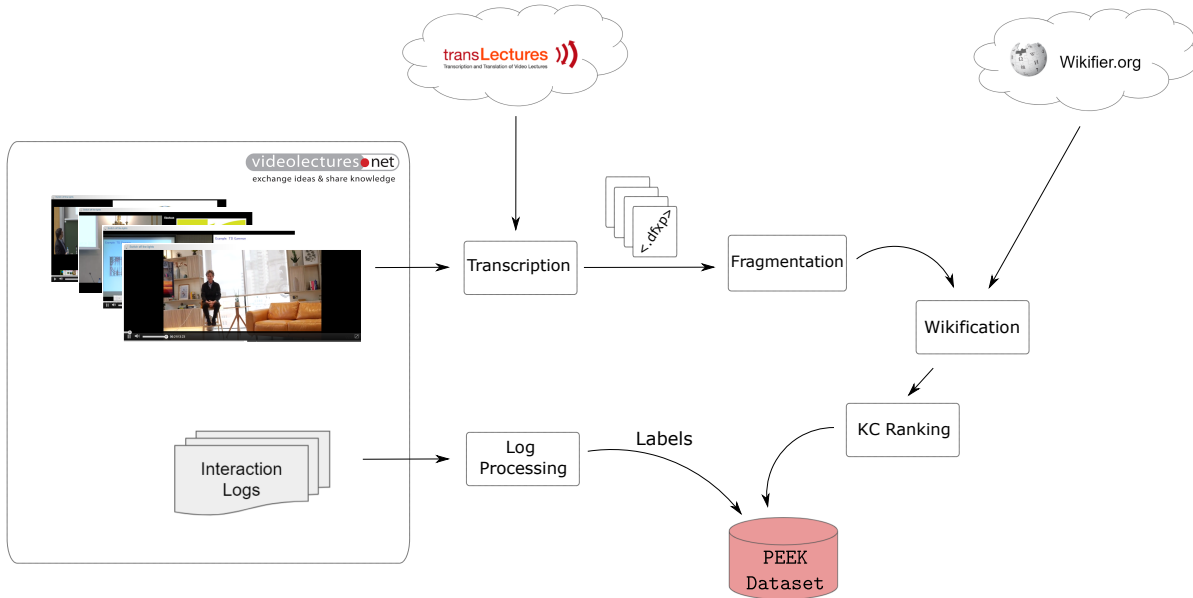 transLectures
Transcription and Translation of Video Lectures
Wikifier.org
videolectures.net
exchange ideas & share knowledge
<.dfxp>
Transcription
Fragmentation
Wikification
KC Ranking
Interaction
Logs
Log
Processing
Labels
PEEK
Dataset